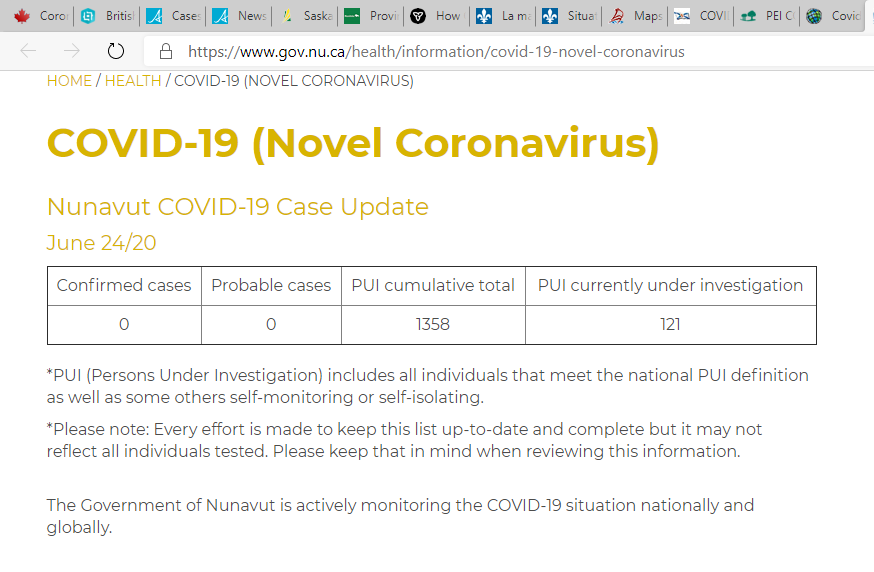 Coror Britisl Case: News Saska Provi How La m Situat Maps COVI PEI C Covid
https://www.gov.nu.ca/health/information/covid-19-novel-coronavirus
HOME / HEALTH / COVID-19 (NOVEL CORONAVIRUS)
COVID-19 (Novel Coronavirus)
Nunavut COVID-19 Case Update
June 24/20
Confirmed cases Probable cases PUI cumulative total PUI currently under investigation
0 0 1358 121
*PUI (Persons Under Investigation) includes all individuals that meet the national PUI definition
as well as some others self-monitoring or self-isolating.
*Please note: Every effort is made to keep this list up-to-date and complete but it may not
reflect all individuals tested. Please keep that in mind when reviewing this information.
The Government of Nunavut is actively monitoring the COVID-19 situation nationally and
globally.